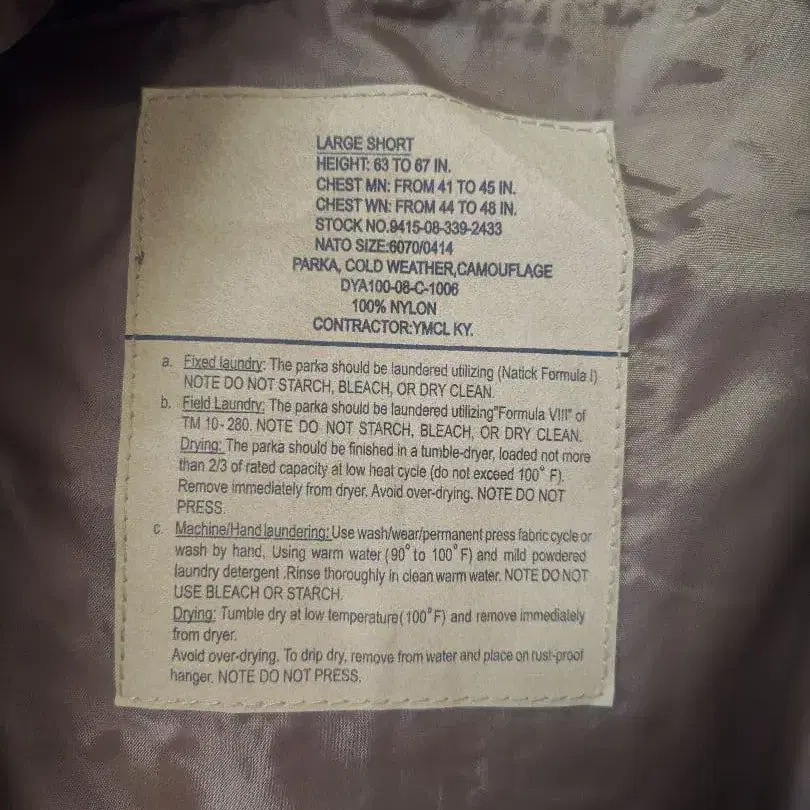 LARGE SHORT
HEIGHT: 63 TO 67 IN.
CHEST MN: FROM 41 TO 45 IN.
CHEST WN: FROM 44 TO 48 IN.
STOCK NO.9415-08-339-2433
NATO SIZE:6070/0414
PARKA, COLD WEATHER,CAMOUFLAGE
DYA100-08-C-1006
100% NYLON
CONTRACTOR:YMCL KY.
a. Fixed laundry: The parka should be laundered utilizing (Natick Formula I)
NOTE DO NOT STARCH, BLEACH, OR DRY CLEAN.
b. Field Laundry: The parka should be laundered utilizing"Formula VIII" of
TM 10-280. NOTE DO NOT STARCH, BLEACH, OR DRY CLEAN.
Drying: The parka should be finished in a tumble-dryer, loaded not more
than 2/3 of rated capacity at low heat cycle (do not exceed 100° F).
Remove immediately from dryer. Avoid over-drying. NOTE DO NOT
PRESS.
c. Machine/Hand laundering: Use wash/wear/permanent press fabric cycle or
wash by hand, Using warm water (90° to 100° F) and mild powdered
laundry detergent .Rinse thoroughly in clean warm water. NOTE DO NOT
USE BLEACH OR STARCH.
Drying: Tumble dry at low temperature(100°F) and remove immediately
from dryer.
Avoid over-drying. To drip dry, remove from water and place on rust-proof
hanger. NOTE DO NOT PRESS.